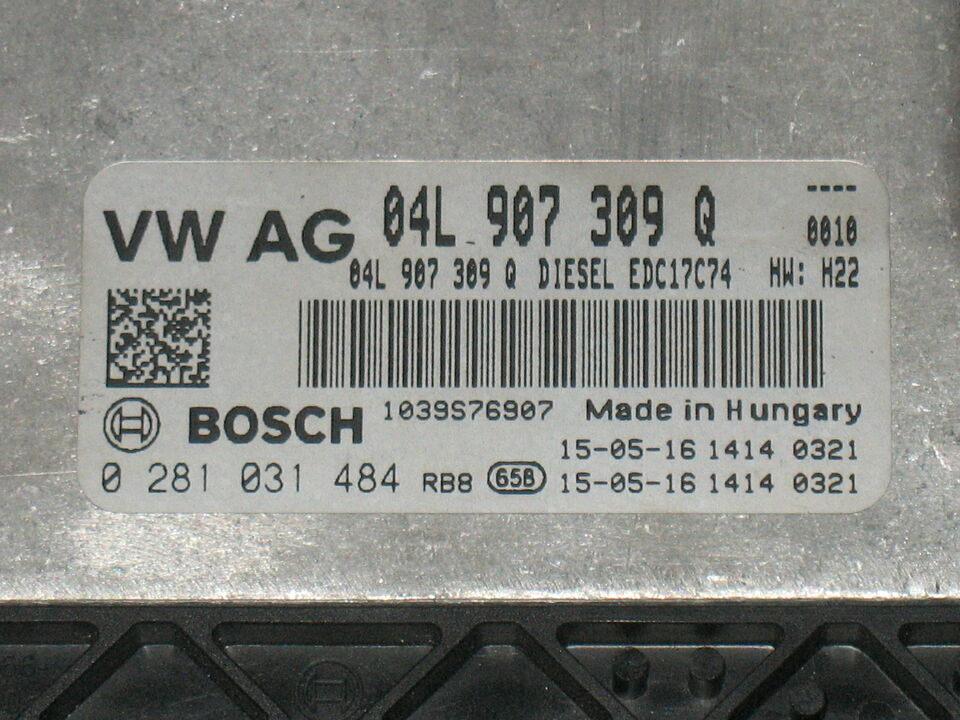 VW AG 04L 907 309 Q ----
0010
04L 907 309 Q DIESEL EDC17C74 HW: H22
BOSCH 1039S76907 Made in Hungary
15-05-16 1414 0321
0 281 031 484 RB8 65B 15-05-16 1414 0321